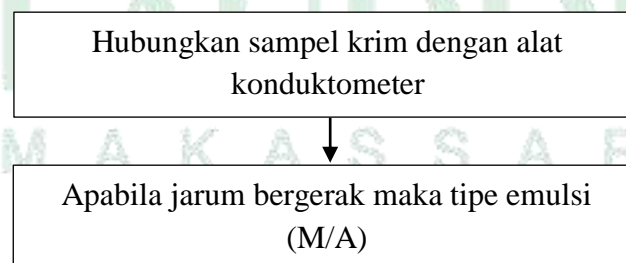 Hubungkan sampel krim dengan alat
konduktometer
M A K A S S A R
Apabila jarum bergerak maka tipe emulsi
(M/A)